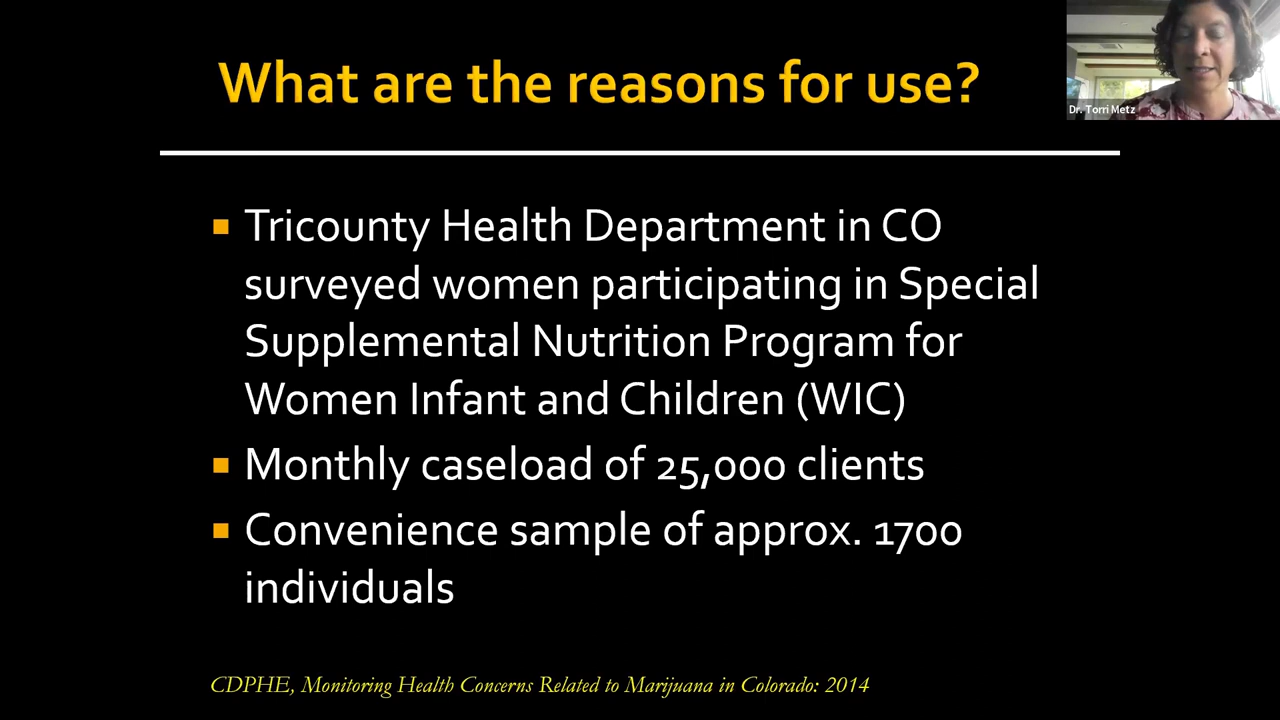 What are the reasons for use?
Dr. Torri Metz
Tricounty Health Department in CO
surveyed women participating in Special
Supplemental Nutrition Program for
Women Infant and Children (WIC)
Monthly caseload of 25,000 clients
Convenience sample of approx. 1700
individuals
CDPHE, Monitoring Health Concerns Related to Marijuana in Colorado: 2014